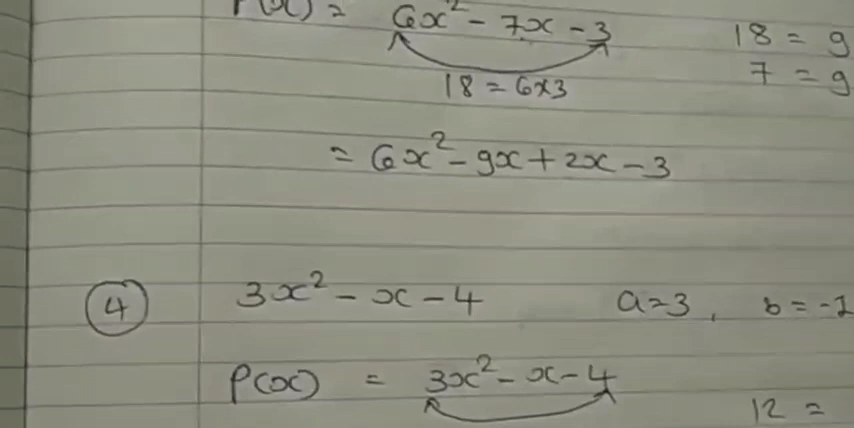 P(x) = 6x² - 7x - 3
18 = 9
18 = 6x3
7 = 9
= 6x² - 9x + 2x - 3
4 3x² - x - 4 a=3, b = -1
P(x) = 3x² - x - 4
12 =